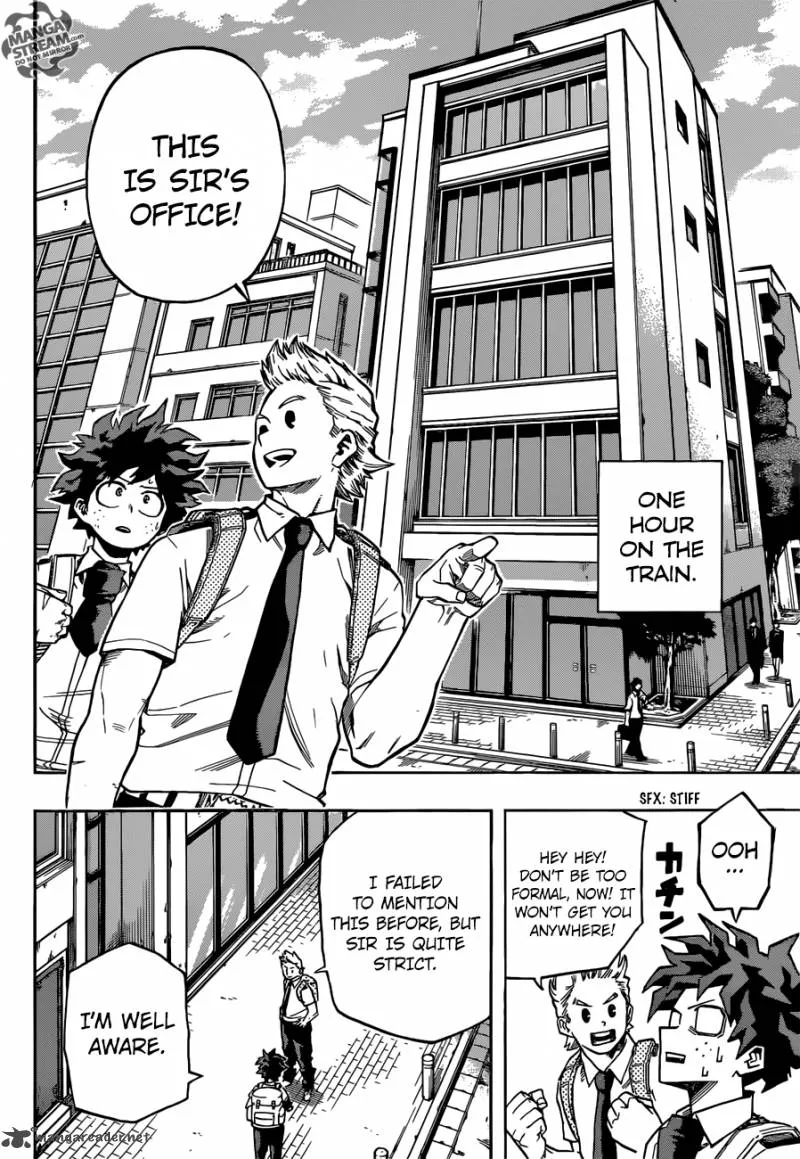 MANGA
STREAM.COM
DO NOT MIRROR!
THIS
IS SIR'S
OFFICE!
ONE
HOUR
ON THE
TRAIN.
SFX: STIFF
OOH
...
カチン
HEY HEY!
DON'T BE TOO
FORMAL, NOW! IT
WON'T GET YOU
ANYWHERE!
I FAILED
TO MENTION
THIS BEFORE, BUT
SIR IS QUITE
STRICT.
I'M WELL
AWARE.
mangareader.net